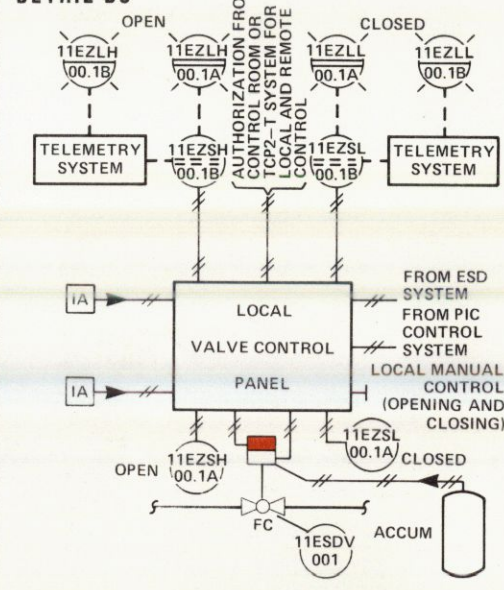 OPEN
CLOSED
11EZLH
00.1B
11EZLH
00.1A
AUTHORIZATION FRO
CONTROL ROOM OR
TCP2-T SYSTEM FOR
LOCAL AND REMOTE
CONTROL
11EZLL
00.1A
11EZLL
00.1B
TELEMETRY
SYSTEM
11EZSH
00.1B
11EZSL
00.1B
TELEMETRY
SYSTEM
IA
LOCAL
VALVE CONTROL
PANEL
FROM ESD
SYSTEM
FROM PIC
CONTROL
SYSTEM
IA
LOCAL MANUAL
CONTROL
(OPENING AND
CLOSING)
OPEN
11EZSH
00.1A
11EZSL
00.1A
CLOSED
FC
11ESDV
001
ACCUM